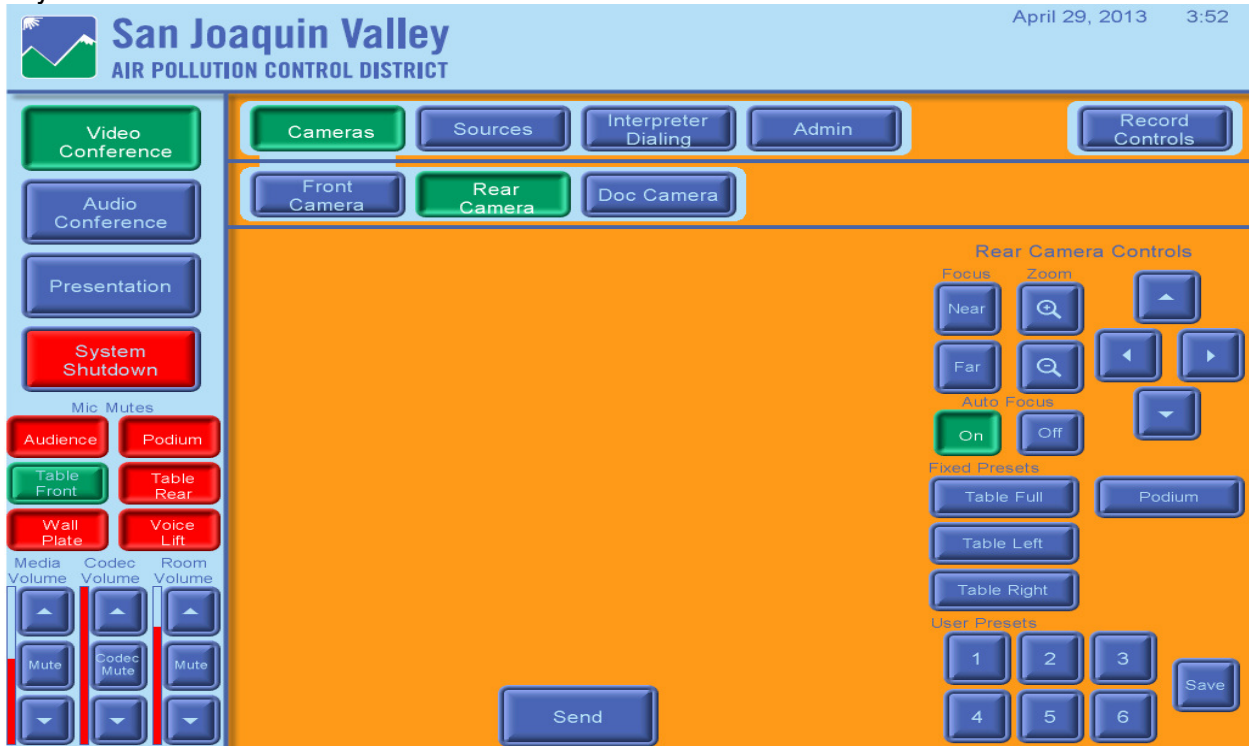 April 29, 2013 3:52
San Joaquin Valley
AIR POLLUTION CONTROL DISTRICT
Video
Conference
Audio
Conference
Presentation
System
Shutdown
Mic Mutes
Audience
Podium
Table
Front
Table
Rear
Wall
Plate
Voice
Lift
Media
Volume
Codec
Volume
Room
Volume
Mute
Codec
Mute
Mute
Cameras
Sources
Interpreter
Dialing
Admin
Record
Controls
Front
Camera
Rear
Camera
Doc Camera
Rear Camera Controls
Focus
Zoom
Near
Far
Auto Focus
On
Off
Fixed Presets
Table Full
Podium
Table Left
Table Right
User Presets
1
2
3
4
5
6
Save
Send